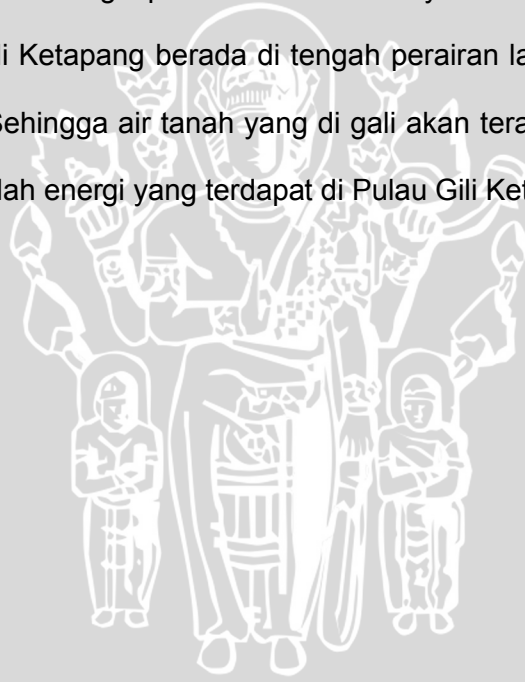 li Ketapang berada di tengah perairan la
Sehingga air tanah yang di gali akan tera
lah energi yang terdapat di Pulau Gili Ket